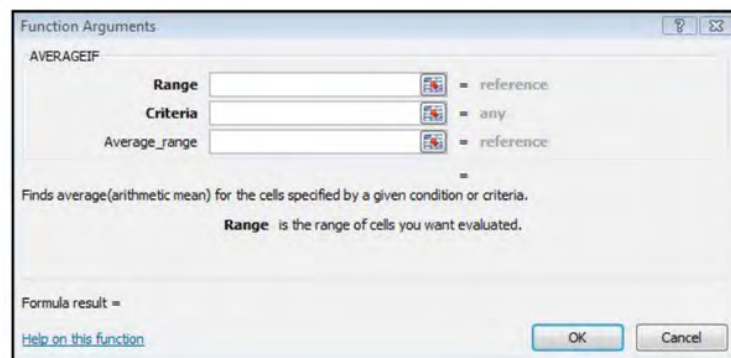 Function Arguments
AVERAGEIF
Range = reference
Criteria = any
Average_range = reference
=
Finds average(arithmetic mean) for the cells specified by a given condition or criteria.
Range is the range of cells you want evaluated.
Formula result =
Help on this function OK Cancel